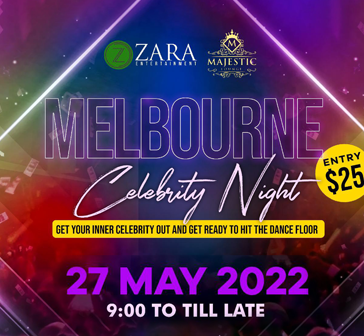 ZARA
ENTERTAINMENT
M
MAJESTIC
LOUNGE
MELBOURNE
Celebrity Night
ENTRY
$25
GET YOUR INNER CELEBRITY OUT AND GET READY TO HIT THE DANCE FLOOR
27 MAY 2022
9:00 TO TILL LATE